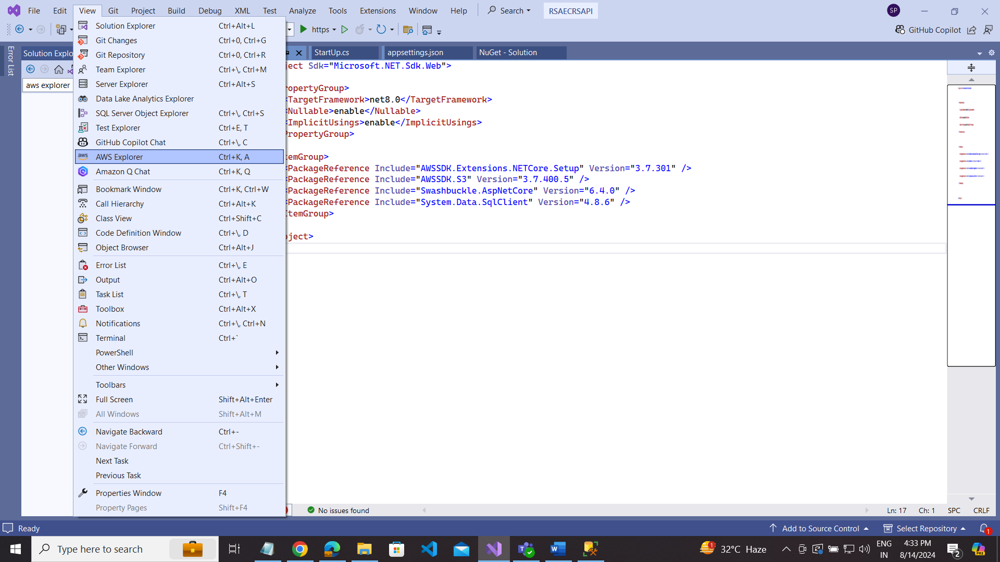 File Edit View Git Project Build Debug XML Test Analyze Tools Extensions Window Help Search RSAECRSAPI SP
https GitHub Copilot
Error List
Solution Explo
aws explorer
Solution Explorer Ctrl+Alt+L
Git Changes Ctrl+0, Ctrl+G
Git Repository Ctrl+0, Ctrl+R
Team Explorer Ctrl+\, Ctrl+M
Server Explorer Ctrl+Alt+S
Data Lake Analytics Explorer
SQL Server Object Explorer Ctrl+\, Ctrl+S
Test Explorer Ctrl+E, T
GitHub Copilot Chat Ctrl+\, C
aws AWS Explorer Ctrl+K, A
Amazon Q Chat Ctrl+K, Q
Bookmark Window Ctrl+K, Ctrl+W
Call Hierarchy Ctrl+Alt+K
Class View Ctrl+Shift+C
Code Definition Window Ctrl+\, D
Object Browser Ctrl+Alt+J
Error List Ctrl+\, E
Output Ctrl+Alt+O
Task List Ctrl+\, T
Toolbox Ctrl+Alt+X
Notifications Ctrl+\, Ctrl+N
Terminal Ctrl+`
PowerShell
Other Windows
Toolbars
Full Screen Shift+Alt+Enter
All Windows Shift+Alt+M
Navigate Backward Ctrl+-
Navigate Forward Ctrl+Shift+-
Next Task
Previous Task
Properties Window F4
Property Pages Shift+F4
StartUp.cs appsettings.json NuGet - Solution
ject Sdk="Microsoft.NET.Sdk.Web">
ropertyGroup>
<TargetFramework>net8.0</TargetFramework>
<Nullable>enable</Nullable>
<ImplicitUsings>enable</ImplicitUsings>
PropertyGroup>
temGroup>
<PackageReference Include="AWSSDK.Extensions.NETCore.Setup" Version="3.7.301" />
<PackageReference Include="AWSSDK.S3" Version="3.7.400.5" />
<PackageReference Include="Swashbuckle.AspNetCore" Version="6.4.0" />
<PackageReference Include="System.Data.SqlClient" Version="4.8.6" />
ItemGroup>
oject>
No issues found Ln: 17 Ch: 1 SPC CRLF
Ready Add to Source Control Select Repository 1
Type here to search 1 32°C Haze ENG IN 4:33 PM 8/14/2024 2 PRE